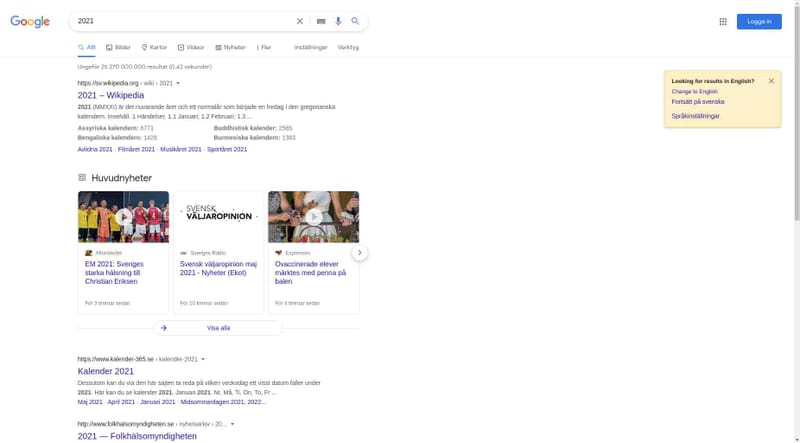 Google
2021
Logga in
Allt Bilder Kartor Videor Nyheter Fler Inställningar Verktyg
Ungefär 25 270 000 000 resultat (0,42 sekunder)
https://sv.wikipedia.org › wiki › 2021
2021 – Wikipedia
2021 (MMXXI) är det nuvarande året och ett normalår som började en fredag i den gregorianska
kalendern. Innehåll. 1 Händelser. 1.1 Januari; 1.2 Februari; 1.3 ...
Assyriska kalendern: 6771 Buddhistisk kalender: 2565
Bengaliska kalendern: 1428 Burmesiska kalendern: 1383
Avlidna 2021 · Filmåret 2021 · Musikåret 2021 · Sportåret 2021
Looking for results in English?
Change to English
Fortsätt på svenska
Språkinställningar
Huvudnyheter
SVENSK
VÄLJAROPINION
Aftonbladet
EM 2021: Sveriges
starka hälsning till
Christian Eriksen
För 3 timmar sedan
Sveriges Radio
Svensk väljaropinion maj
2021 - Nyheter (Ekot)
För 10 timmar sedan
Expressen
Ovaccinerade elever
märktes med penna på
balen
För 4 timmar sedan
Visa alla
https://www.kalender-365.se › kalender-2021
Kalender 2021
Dessutom kan du via den här sajten ta reda på vilken veckodag ett visst datum faller under
2021. Här kan du se kalender 2021. Januari 2021. Nr, Må, Ti, On, To, Fr ...
Maj 2021 · April 2021 · Januari 2021 · Midsommardagen 2021, 2022...
http://www.folkhalsomyndigheten.se › nyhetsarkiv › 20...
2021 — Folkhälsomyndigheten